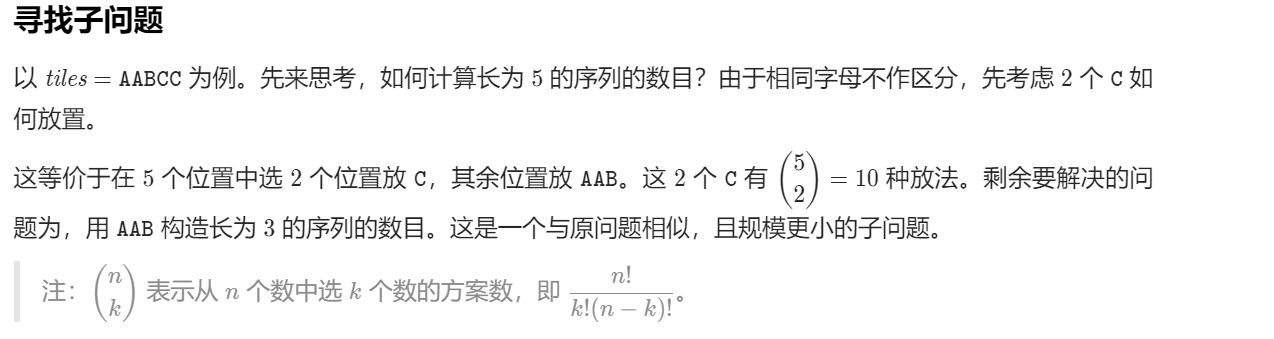 寻找子问题
以 tiles = AABCC 为例。先来思考，如何计算长为 5 的序列的数目？由于相同字母不作区分，先考虑 2 个 C 如
何放置。
这等价于在 5 个位置中选 2 个位置放 C，其余位置放 AAB。这 2 个 C 有 \binom{5}{2} = 10 种放法。剩余要解决的问
题为，用 AAB 构造长为 3 的序列的数目。这是一个与原问题相似，且规模更小的子问题。
注：\binom{n}{k} 表示从 n 个数中选 k 个数的方案数，即 \frac{n!}{k!(n-k)!}。